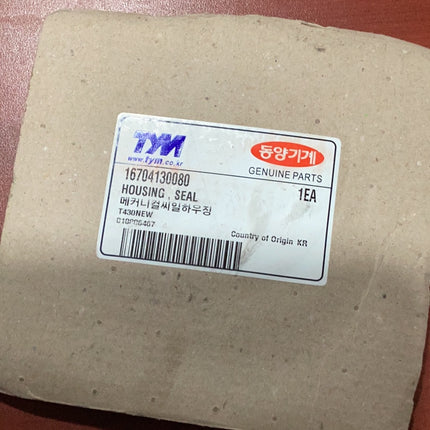 TYM
www.tym.co.kr
동양기계
GENUINE PARTS
16704130080
1EA
HOUSING , SEAL
메커니컬씨일하우징
T430NEW
Country of Origin KR